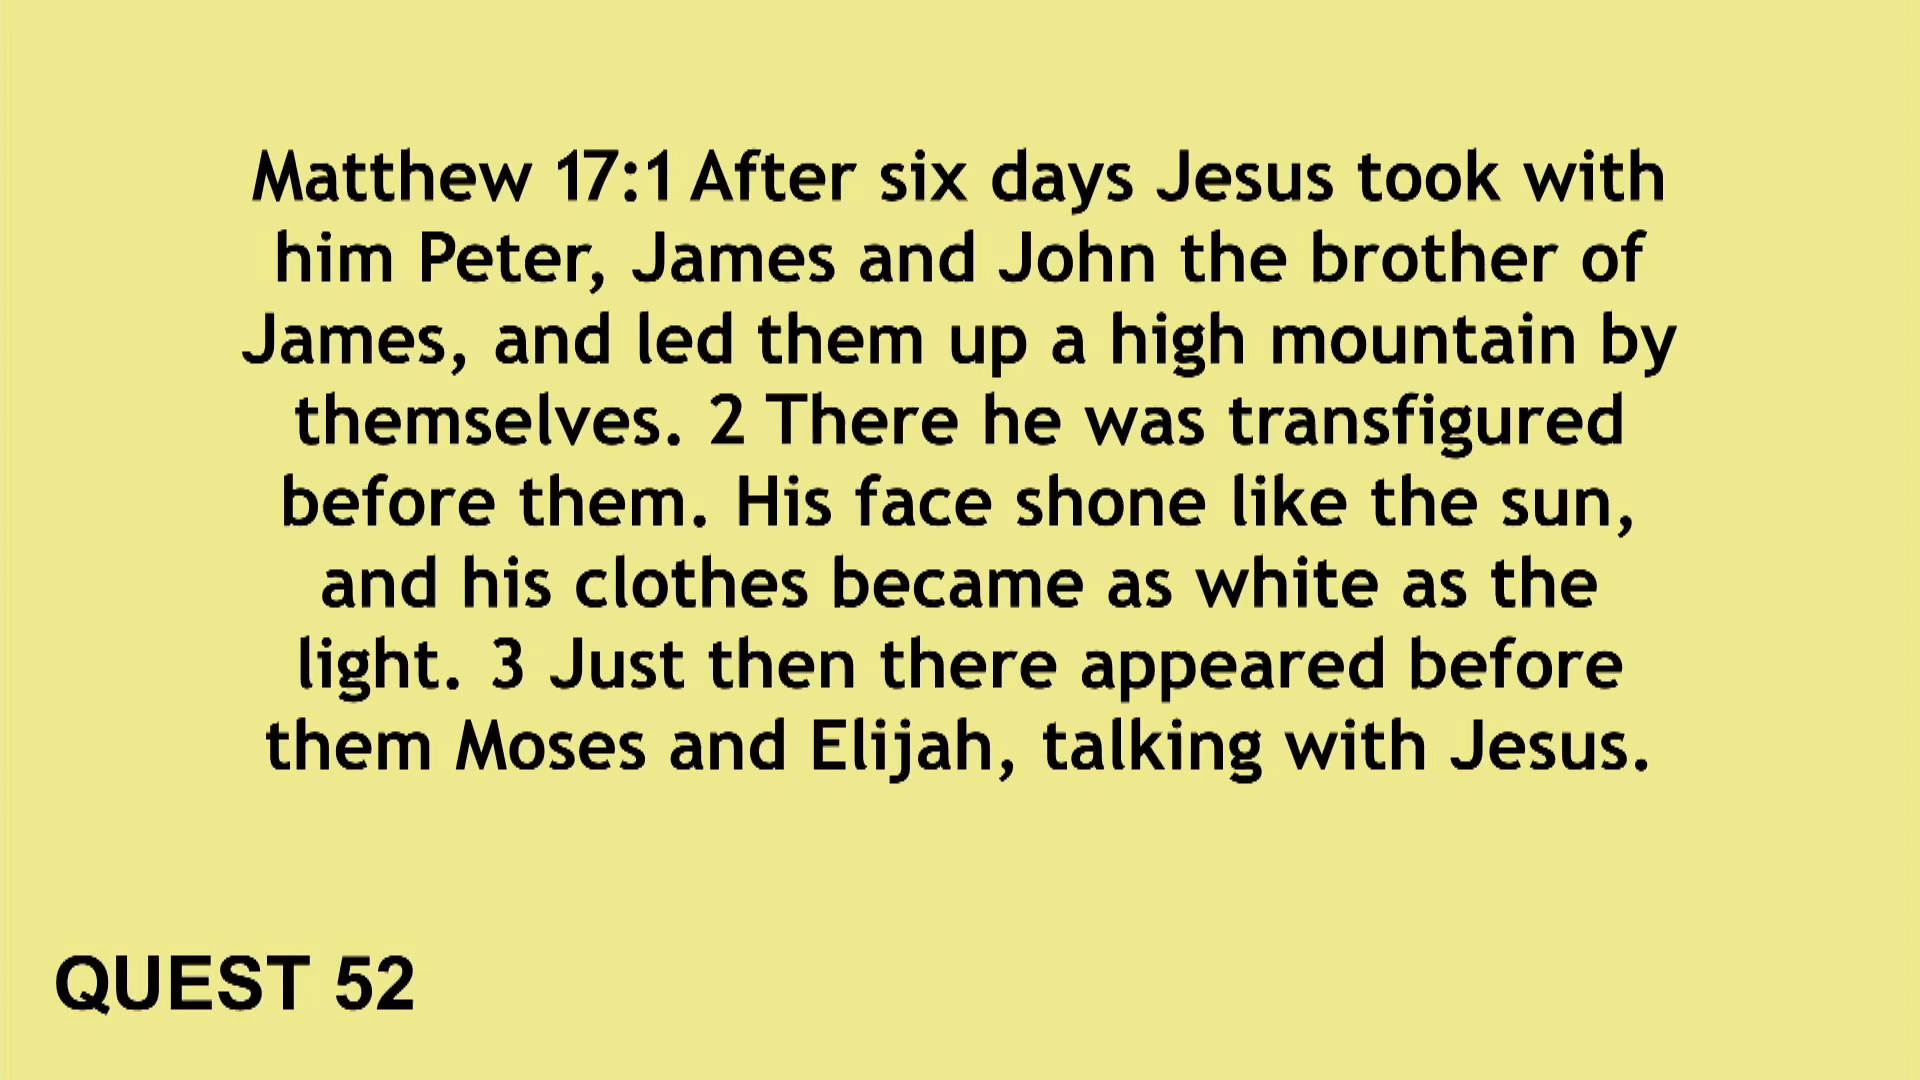 Matthew 17:1 After six days Jesus took with
him Peter, James and John the brother of
James, and led them up a high mountain by
themselves. 2 There he was transfigured
before them. His face shone like the sun,
and his clothes became as white as the
light. 3 Just then there appeared before
them Moses and Elijah, talking with Jesus.
QUEST 52